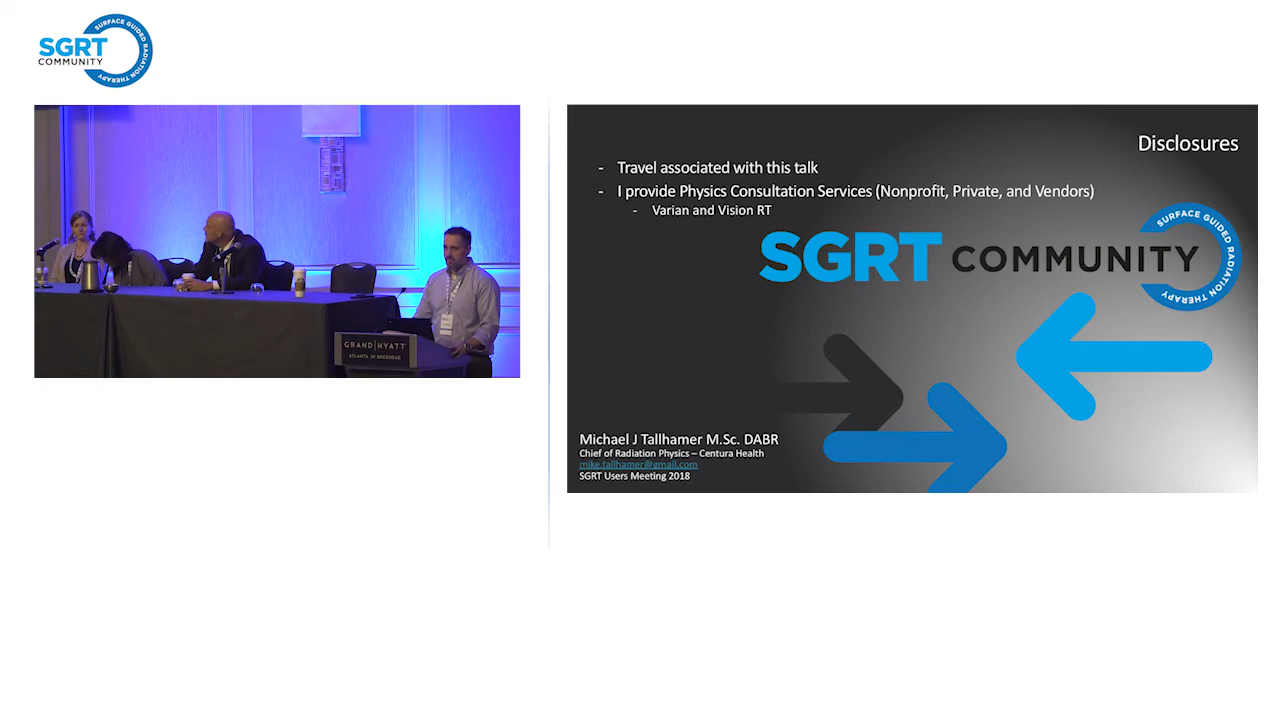 SGRT
COMMUNITY
SURFACE GUIDED RADIATION THERAPY
GRAND HYATT
ATLANTA IN BUCKHEAD
Disclosures
- Travel associated with this talk
- I provide Physics Consultation Services (Nonprofit, Private, and Vendors)
- Varian and Vision RT
SGRT COMMUNITY
SURFACE GUIDED RADIATION THERAPY
Michael J Tallhamer M.Sc. DABR
Chief of Radiation Physics – Centura Health
mike.tallhamer@gmail.com
SGRT Users Meeting 2018